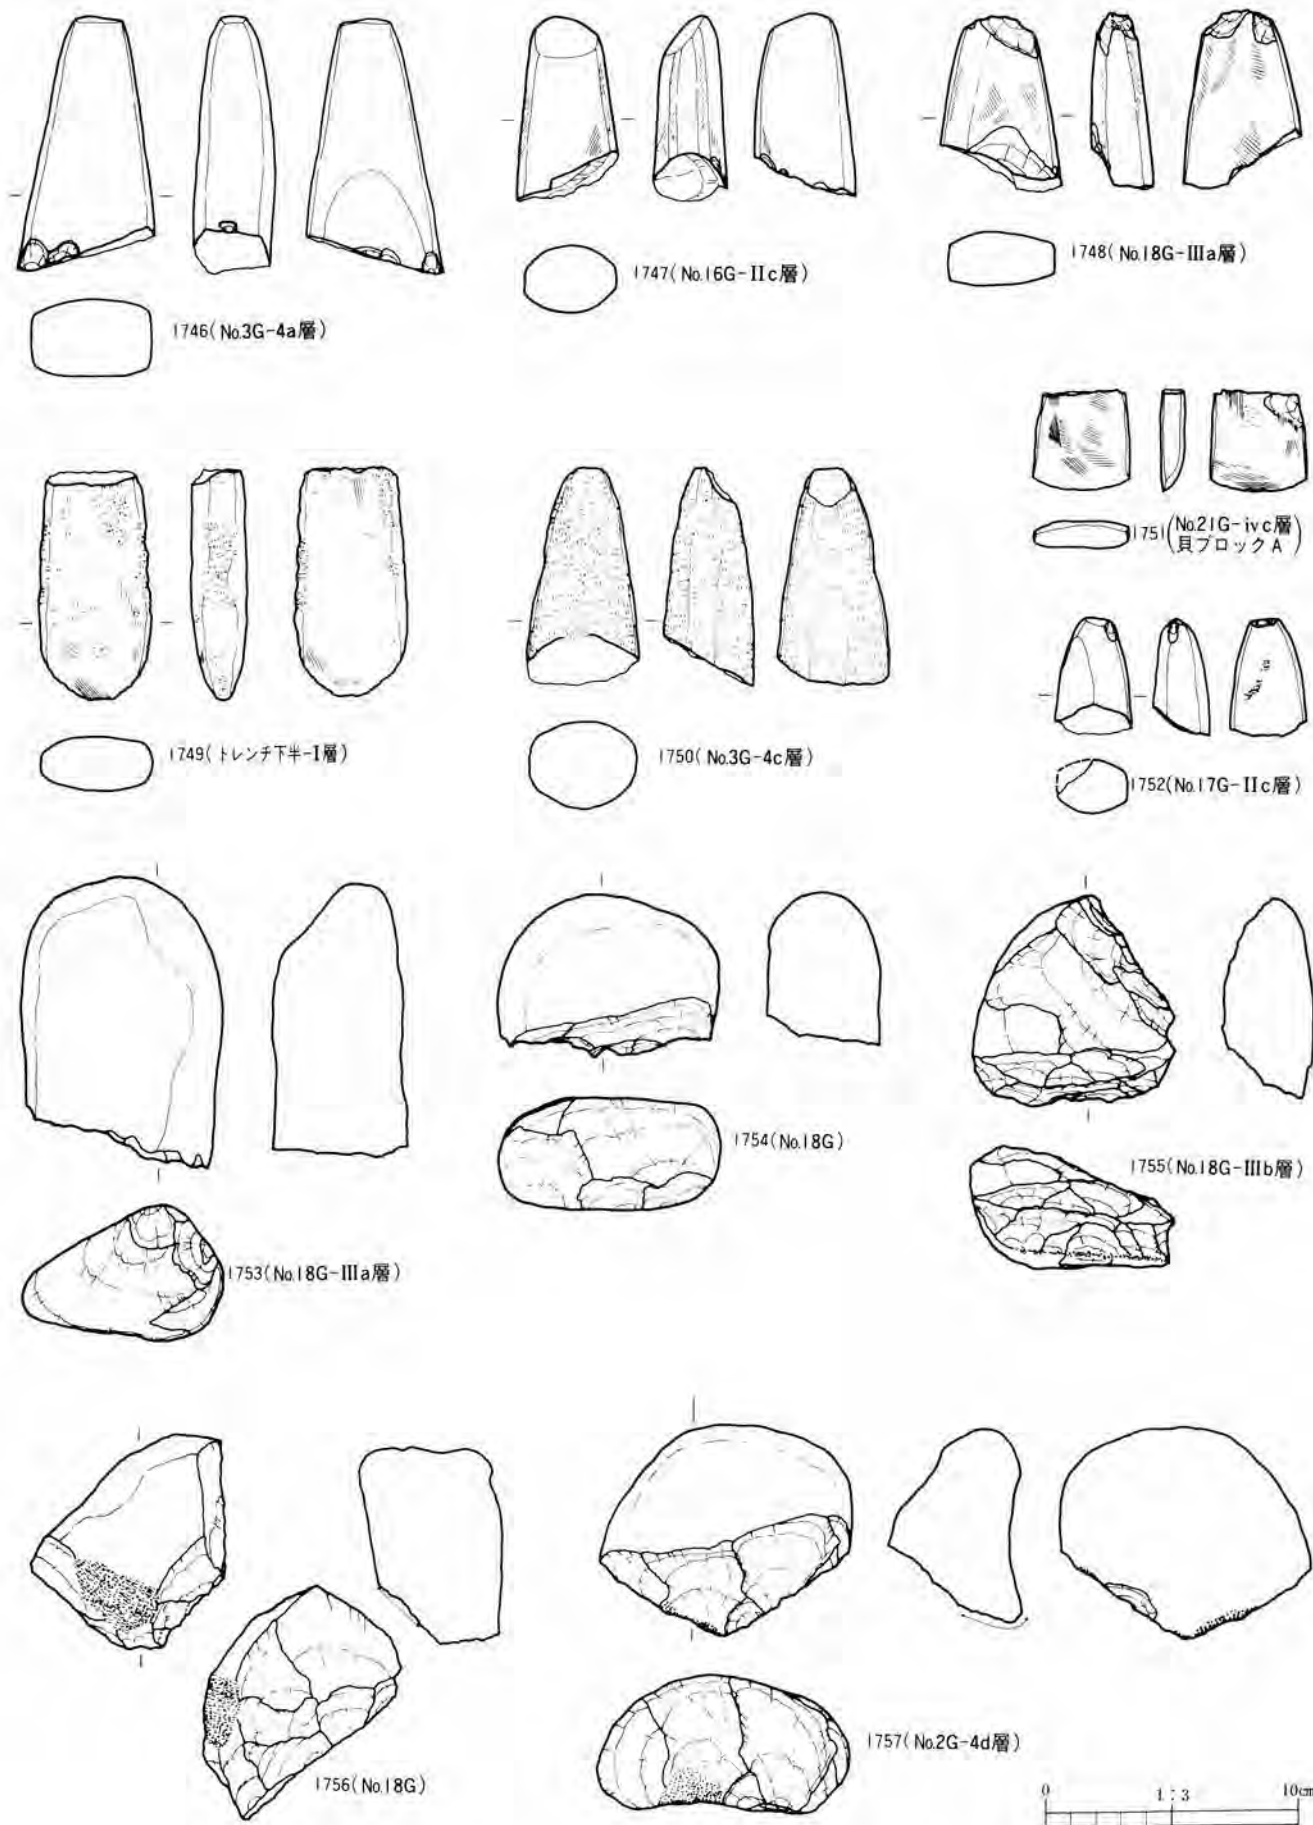 1746(No.3G-4a層)
1747(No.16G-IIc層)
1748(No.18G-IIIa層)
1751(No.21G-ivc層
貝ブロックA)
1749(トレンチ下半-I層)
1750(No.3G-4c層)
1752(No.17G-IIc層)
1753(No.18G-IIIa層)
1754(No.18G)
1755(No.18G-IIIb層)
1756(No.18G)
1757(No.2G-4d層)
0 1:3 10cm